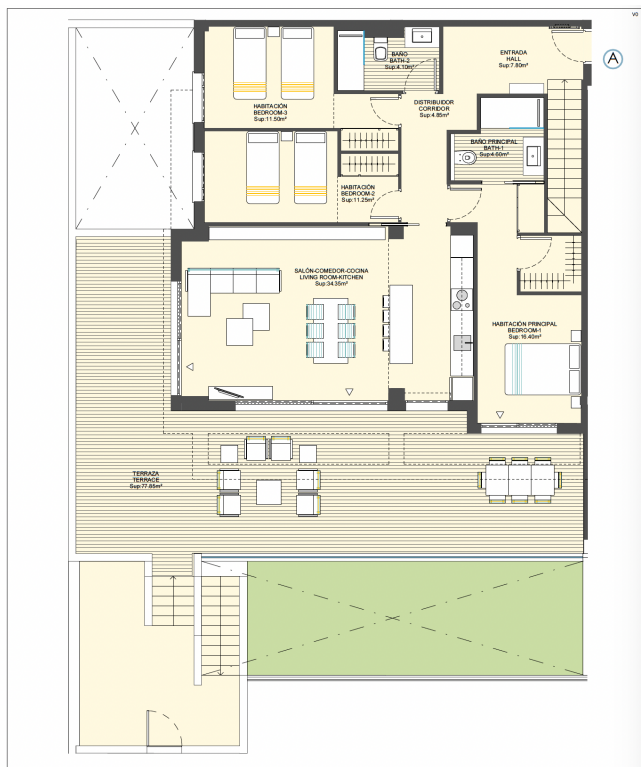 V0
A
BAÑO
BATH-2
Sup:4.10m²
ENTRADA
HALL
Sup:7.80m²
HABITACIÓN
BEDROOM-3
Sup:11.50m²
DISTRIBUIDOR
CORRIDOR
Sup:4.85m²
BAÑO PRINCIPAL
BATH-1
Sup:4.60m²
HABITACIÓN
BEDROOM-2
Sup:11.25m²
SALÓN-COMEDOR-COCINA
LIVING ROOM-KITCHEN
Sup:34.35m²
HABITACIÓN PRINCIPAL
BEDROOM-1
Sup:16.40m²
TERRAZA
TERRACE
Sup:77.85m²